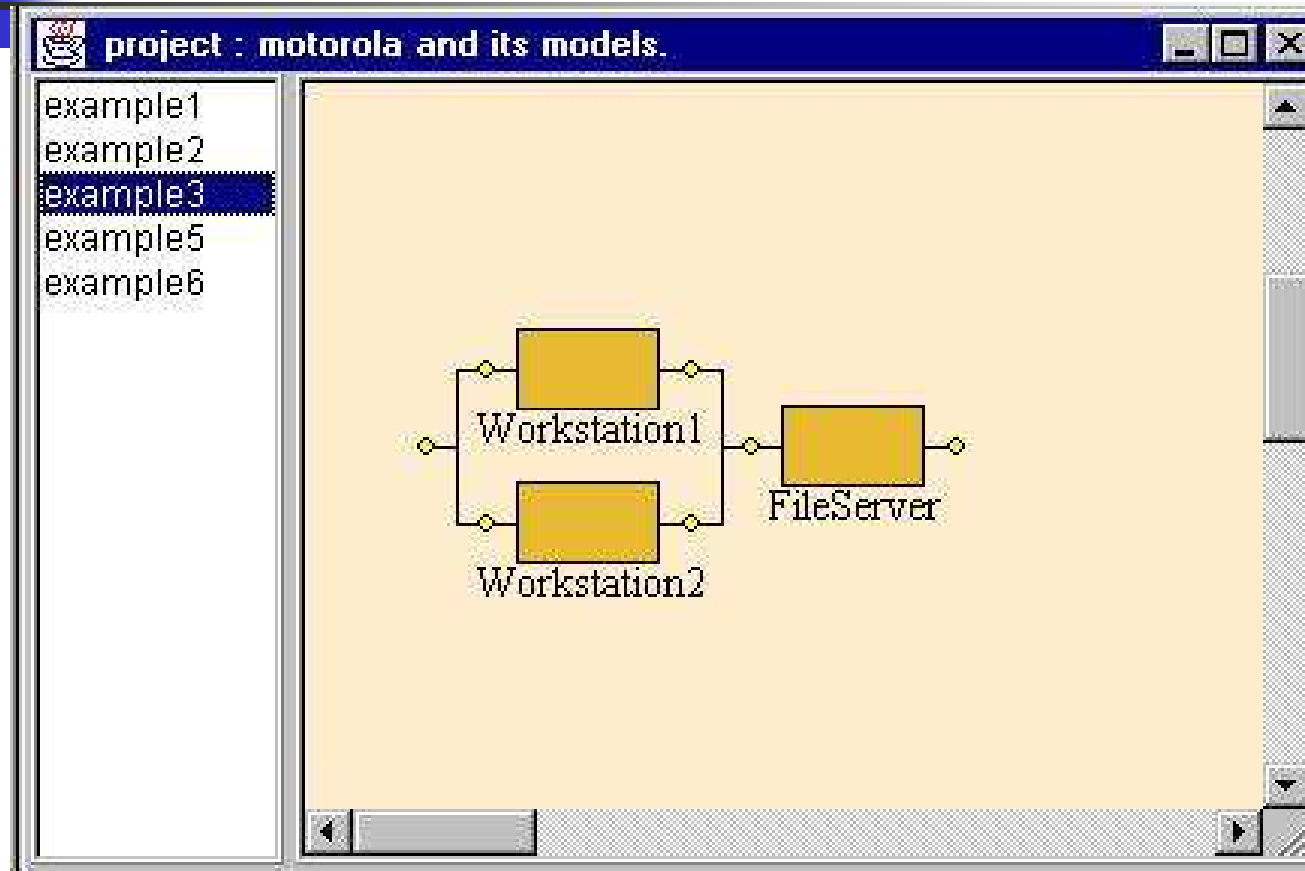 project : motorola and its models.
example1
example2
example3
example5
example6
Workstation1
FileServer
Workstation2